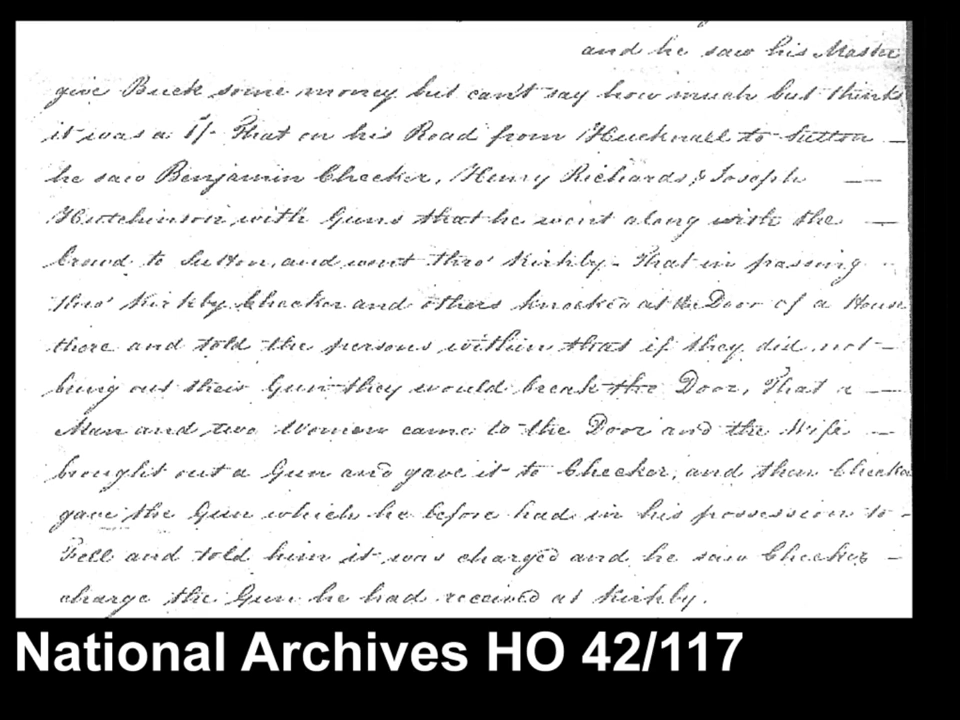 and he saw his Master
give Buck some money but can't say how much but thinks
it was a 1/- That on his Road from Hucknall to Sutton —
he saw Benjamin Checker, Henry Richards & Joseph — —
Hutchinson with Guns that he went along with the —
Crowd to Sutton, and went thro' Kirkby - That in passing
thro' Kirkby Checker and others knocked at the Door of a House
there and told the persons within that if they did not —
bring out their Gun they would break the Door, That a —
Man and two Women came to the Door and the Wife —
brought out a Gun and gave it to Checker, and then Checker
gave the Gun which he before had in his possession to -
Fell and told him it was charged and he saw Checker —
charge the Gun he had received at Kirkby.
National Archives HO 42/117